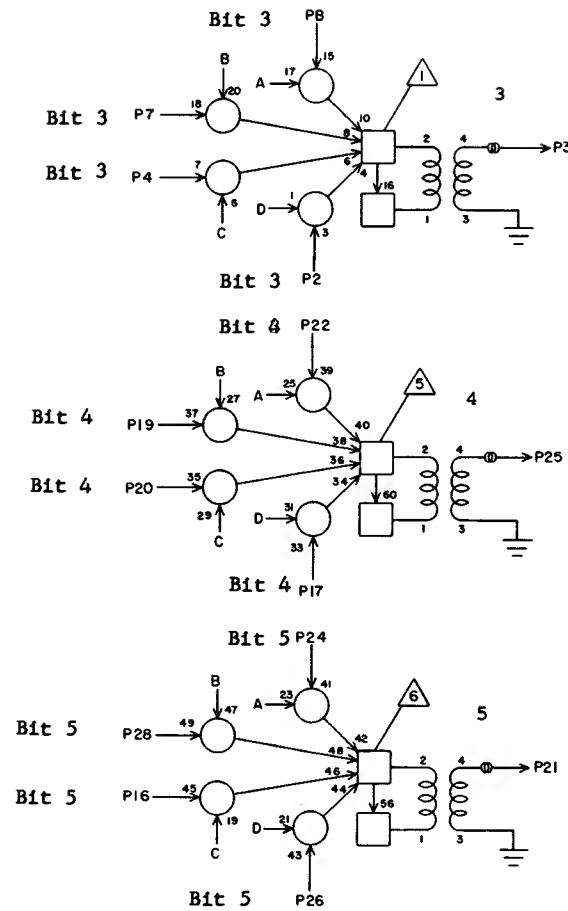 Bit 3 P8
15
B A 17
20 1
18 10 3
Bit 3 P7 8 2 4
7 6 P3
Bit 3 P4 4
6 1 16
C D 3 1 3
Bit 3 P2
Bit 4 P22
39
B A 25 5
27 4
37 40
Bit 4 P19 38 2 4
35 36 P25
Bit 4 P20 34
29 31 60
C D 33 1 3
Bit 4 P17
Bit 5 P24
41
B A 23 6
47 5
49 42
Bit 5 P28 48 2 4
45 46 P21
Bit 5 P16 44
19 21 56
C D 43 1 3
Bit 5 P26